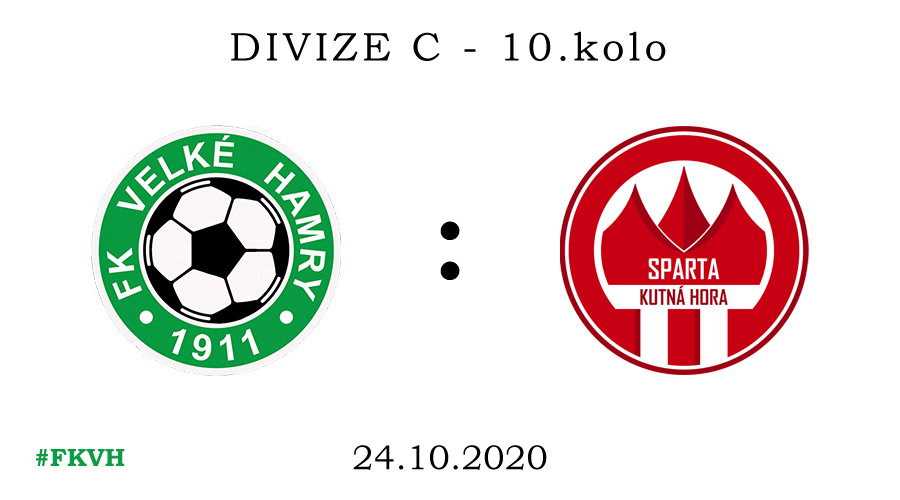 DIVIZE C - 10.kolo
FK VELKÉ HAMRY
1911
:
SPARTA
KUTNÁ HORA
#FKVH
24.10.2020